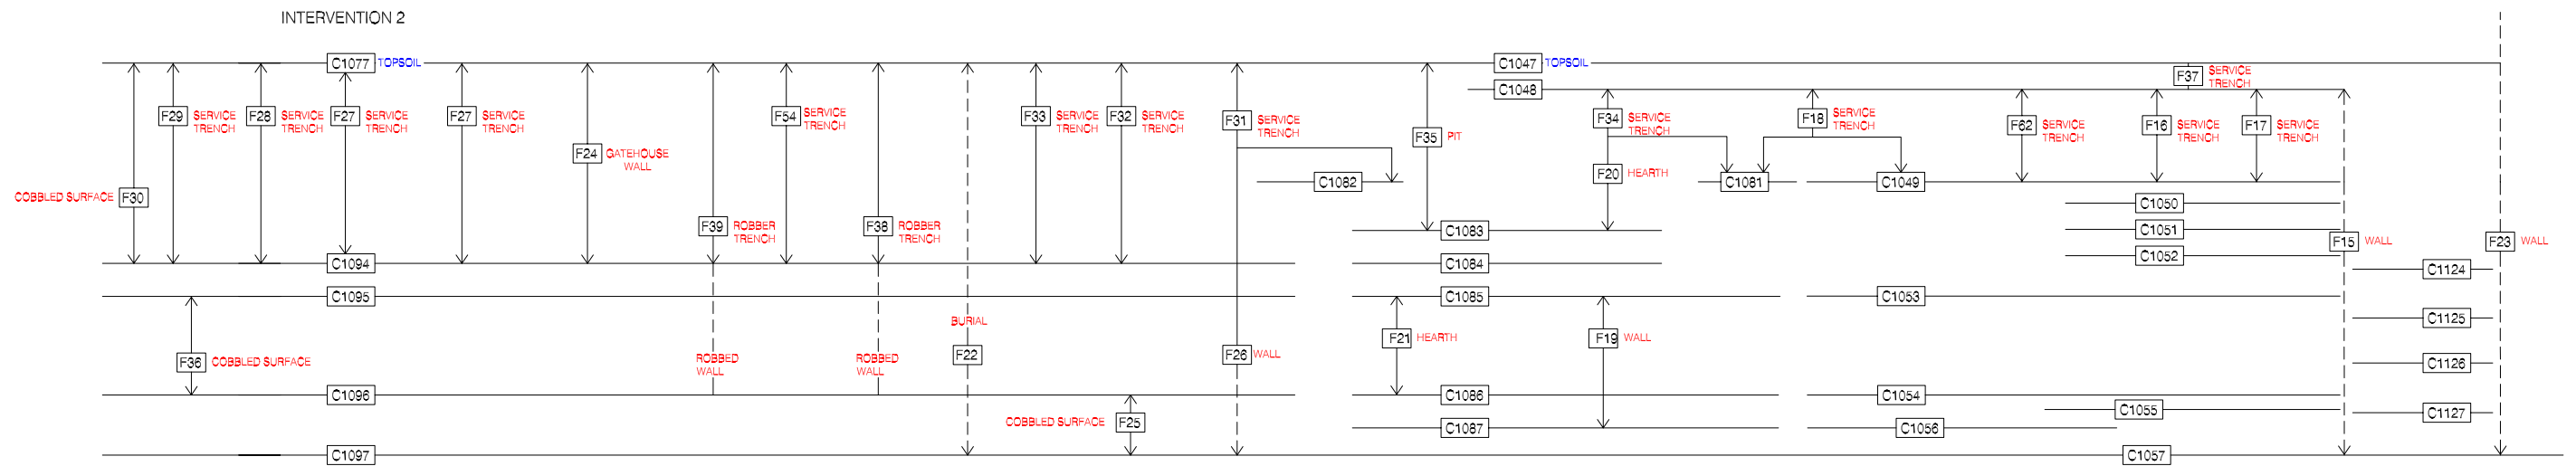 INTERVENTION 2
C1077 TOPSOIL
C1047 TOPSOIL
F37 SERVICE
TRENCH
C1048
F29 SERVICE
TRENCH
F28 SERVICE
TRENCH
F27 SERVICE
TRENCH
F27 SERVICE
TRENCH
F54 SERVICE
TRENCH
F33 SERVICE
TRENCH
F32 SERVICE
TRENCH
F31 SERVICE
TRENCH
F34 SERVICE
TRENCH
F18 SERVICE
TRENCH
F62 SERVICE
TRENCH
F16 SERVICE
TRENCH
F17 SERVICE
TRENCH
F35 PIT
F24 GATEHOUSE
WALL
F20 HEARTH
C1082
C1081
C1049
COBBLED SURFACE F30
C1050
F39 ROBBER
TRENCH
F38 ROBBER
TRENCH
C1083
C1051
F15 WALL
F23 WALL
C1052
C1094
C1084
C1124
C1095
C1085
C1053
BURIAL
C1125
F21 HEARTH
F19 WALL
F36 COBBLED SURFACE
ROBBED
WALL
ROBBED
WALL
F22
F26 WALL
C1126
C1096
C1086
C1054
C1055
C1127
COBBLED SURFACE F25
C1087
C1056
C1097
C1057